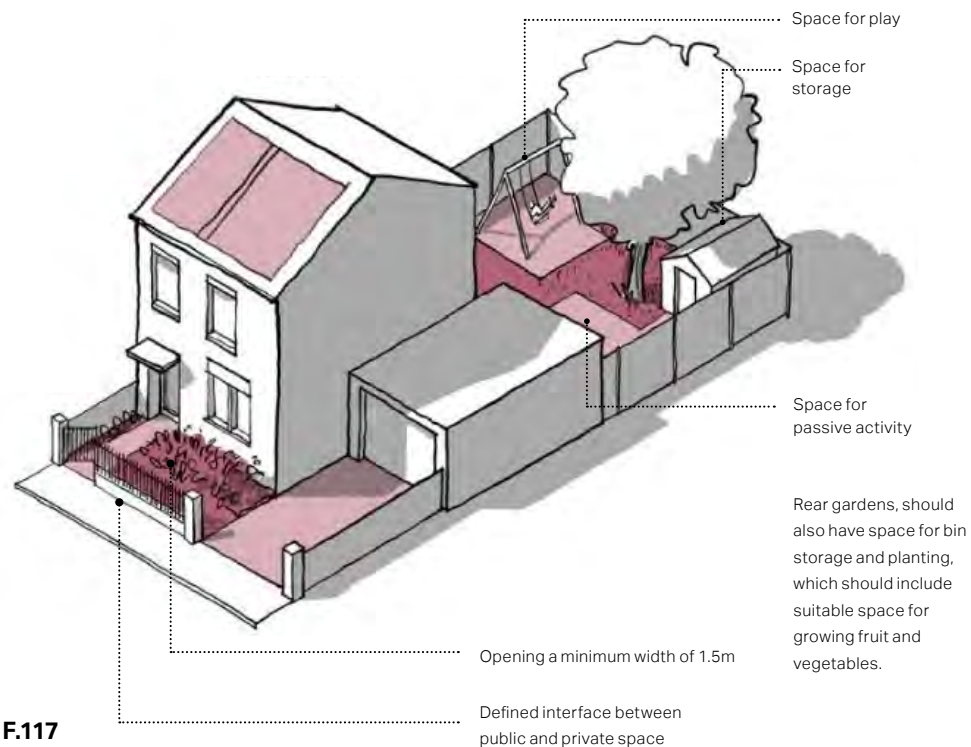 Space for play
Space for
storage
Space for
passive activity
Rear gardens, should
also have space for bin
storage and planting,
which should include
suitable space for
growing fruit and
vegetables.
Opening a minimum width of 1.5m
Defined interface between
public and private space
F.117